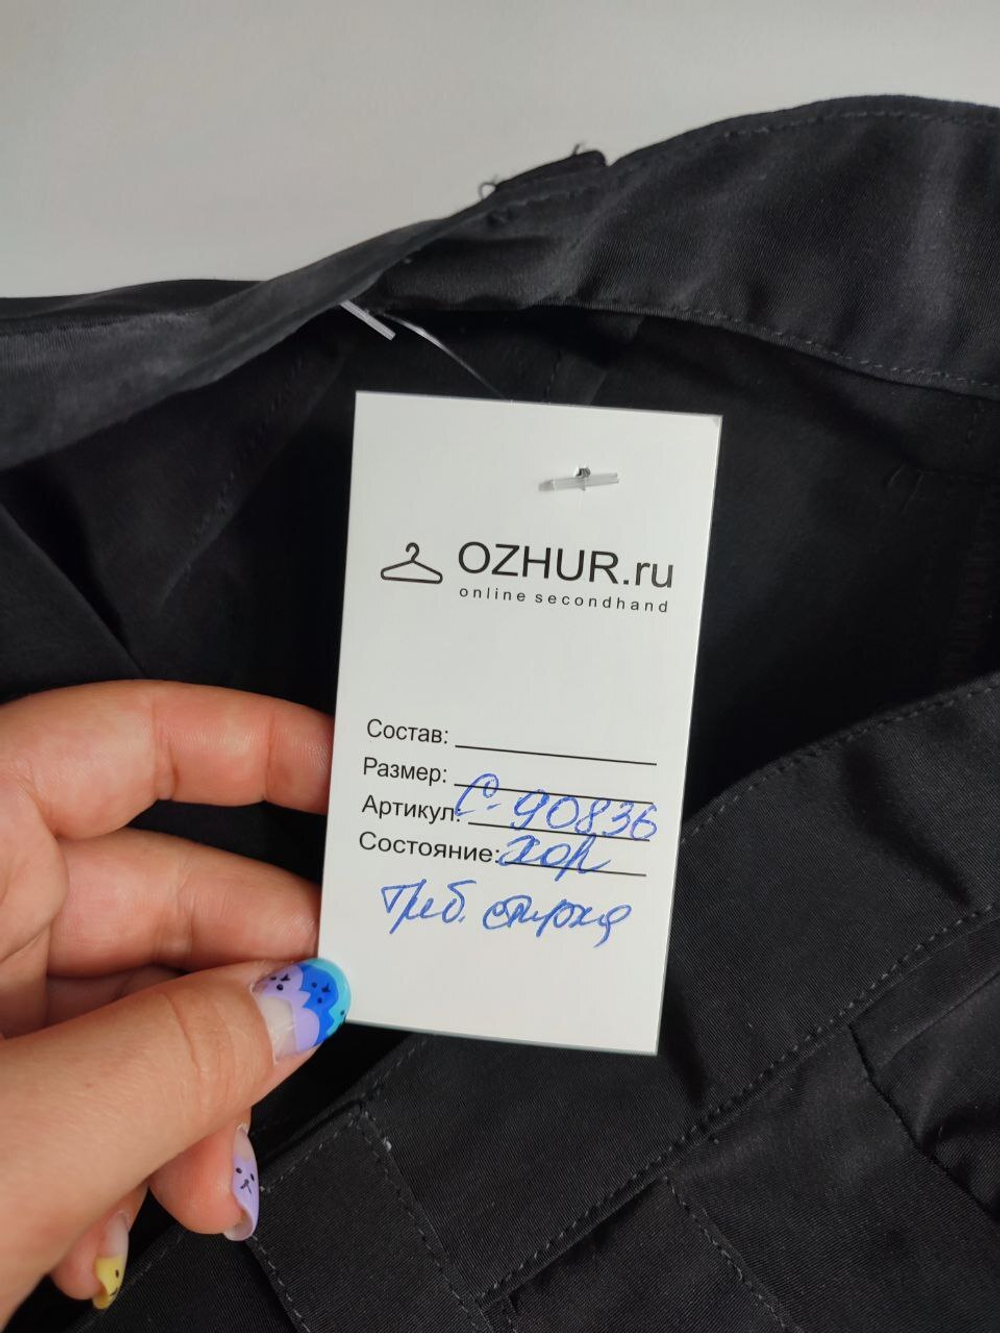 OZHUR.ru
online secondhand
Состав:
Размер:
Артикул: С-90836
Состояние: хор
Треб. стирка